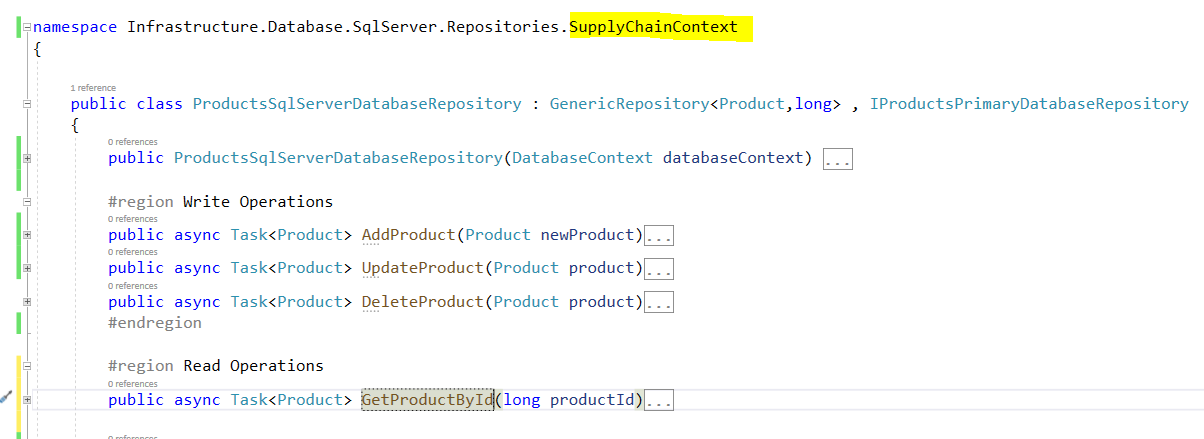 namespace Infrastructure.Database.SqlServer.Repositories.SupplyChainContext
{
1 reference
public class ProductsSqlServerDatabaseRepository : GenericRepository<Product,long> , IProductsPrimaryDatabaseRepository
{
0 references
public ProductsSqlServerDatabaseRepository(DatabaseContext databaseContext) ...
#region Write Operations
0 references
public async Task<Product> AddProduct(Product newProduct)...
0 references
public async Task<Product> UpdateProduct(Product product)...
0 references
public async Task<Product> DeleteProduct(Product product)...
#endregion
#region Read Operations
0 references
public async Task<Product> GetProductById(long productId)...
0 references